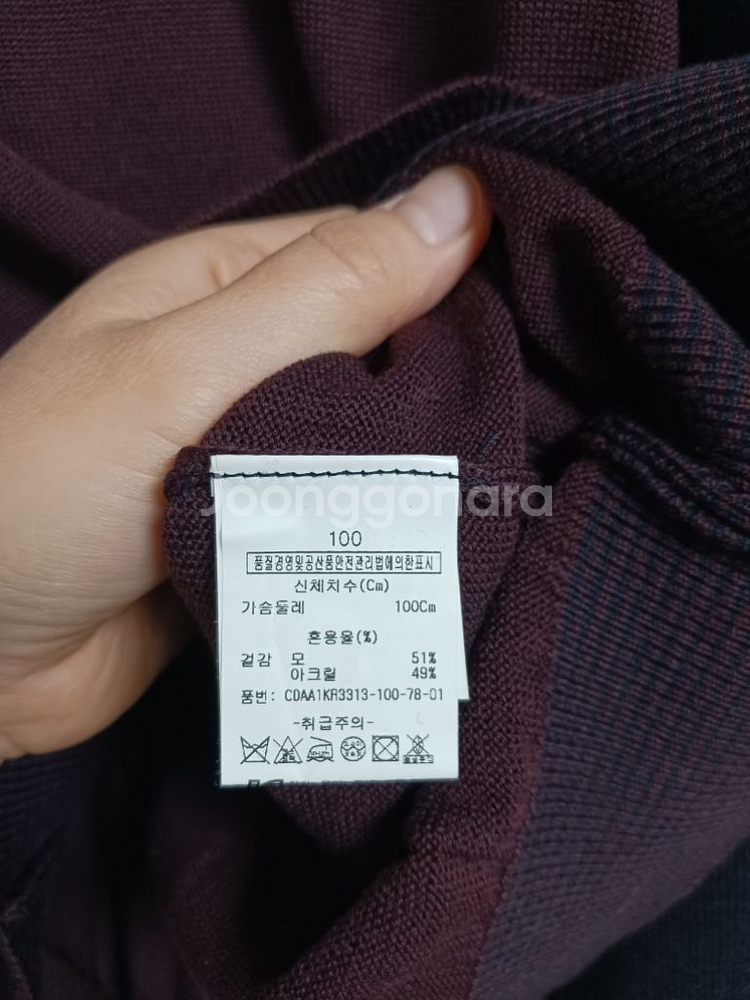 joonggonara
100
품질경영및공산품안전관리법에의한표시
신체치수(Cm)
가슴둘레 100Cm
혼용율(%)
겉감 모 51%
아크릴 49%
품번: CDAA1KR3313-100-78-01
-취급주의-